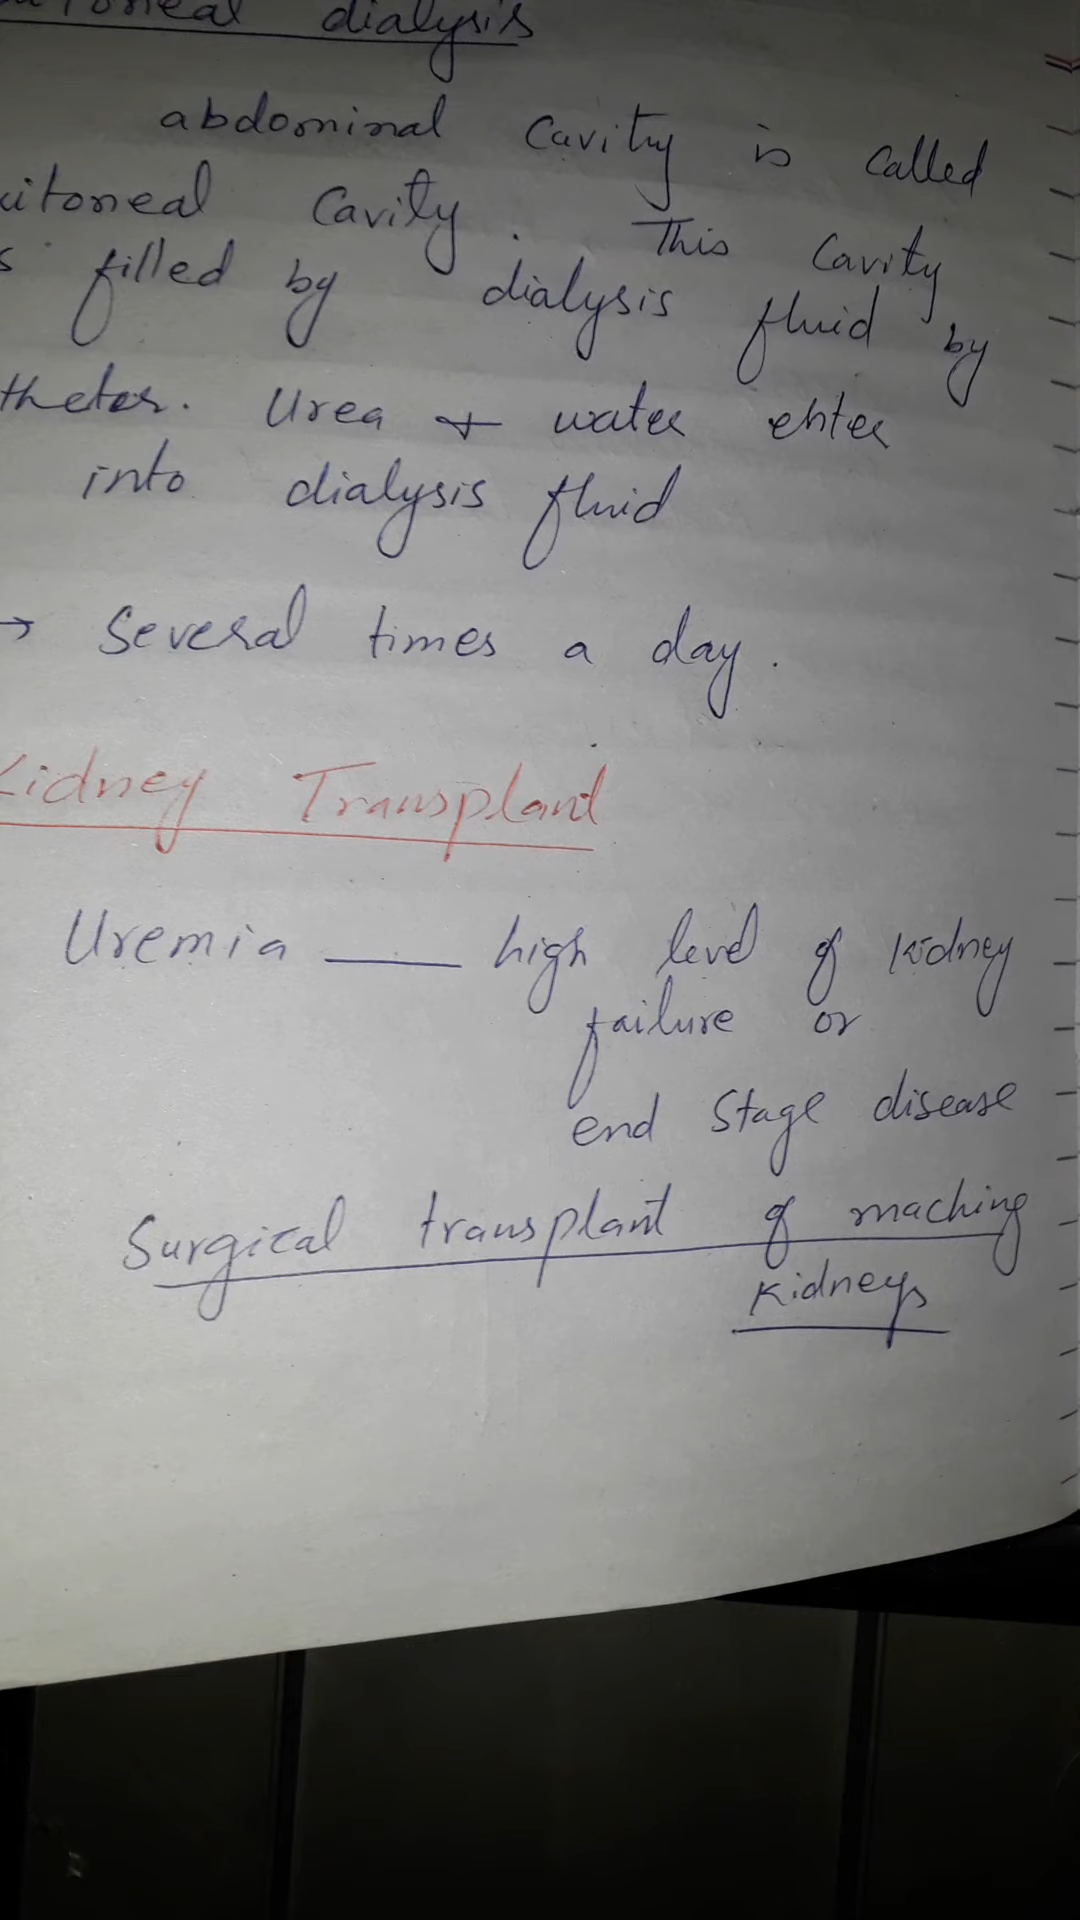 dialysis
abdominal cavity is called
itoneal cavity. This cavity
s filled by dialysis fluid by
theter. Urea + water enter
into dialysis fluid
→ Several times a day.
Kidney Transplant
Uremia — high level of kidney
failure or
end stage disease
Surgical transplant of maching
kidneys